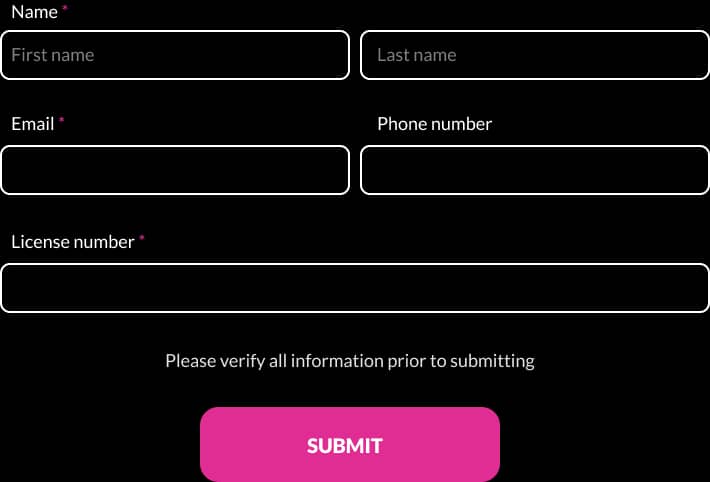 Name *
First name Last name
Email * Phone number
License number *
Please verify all information prior to submitting
SUBMIT